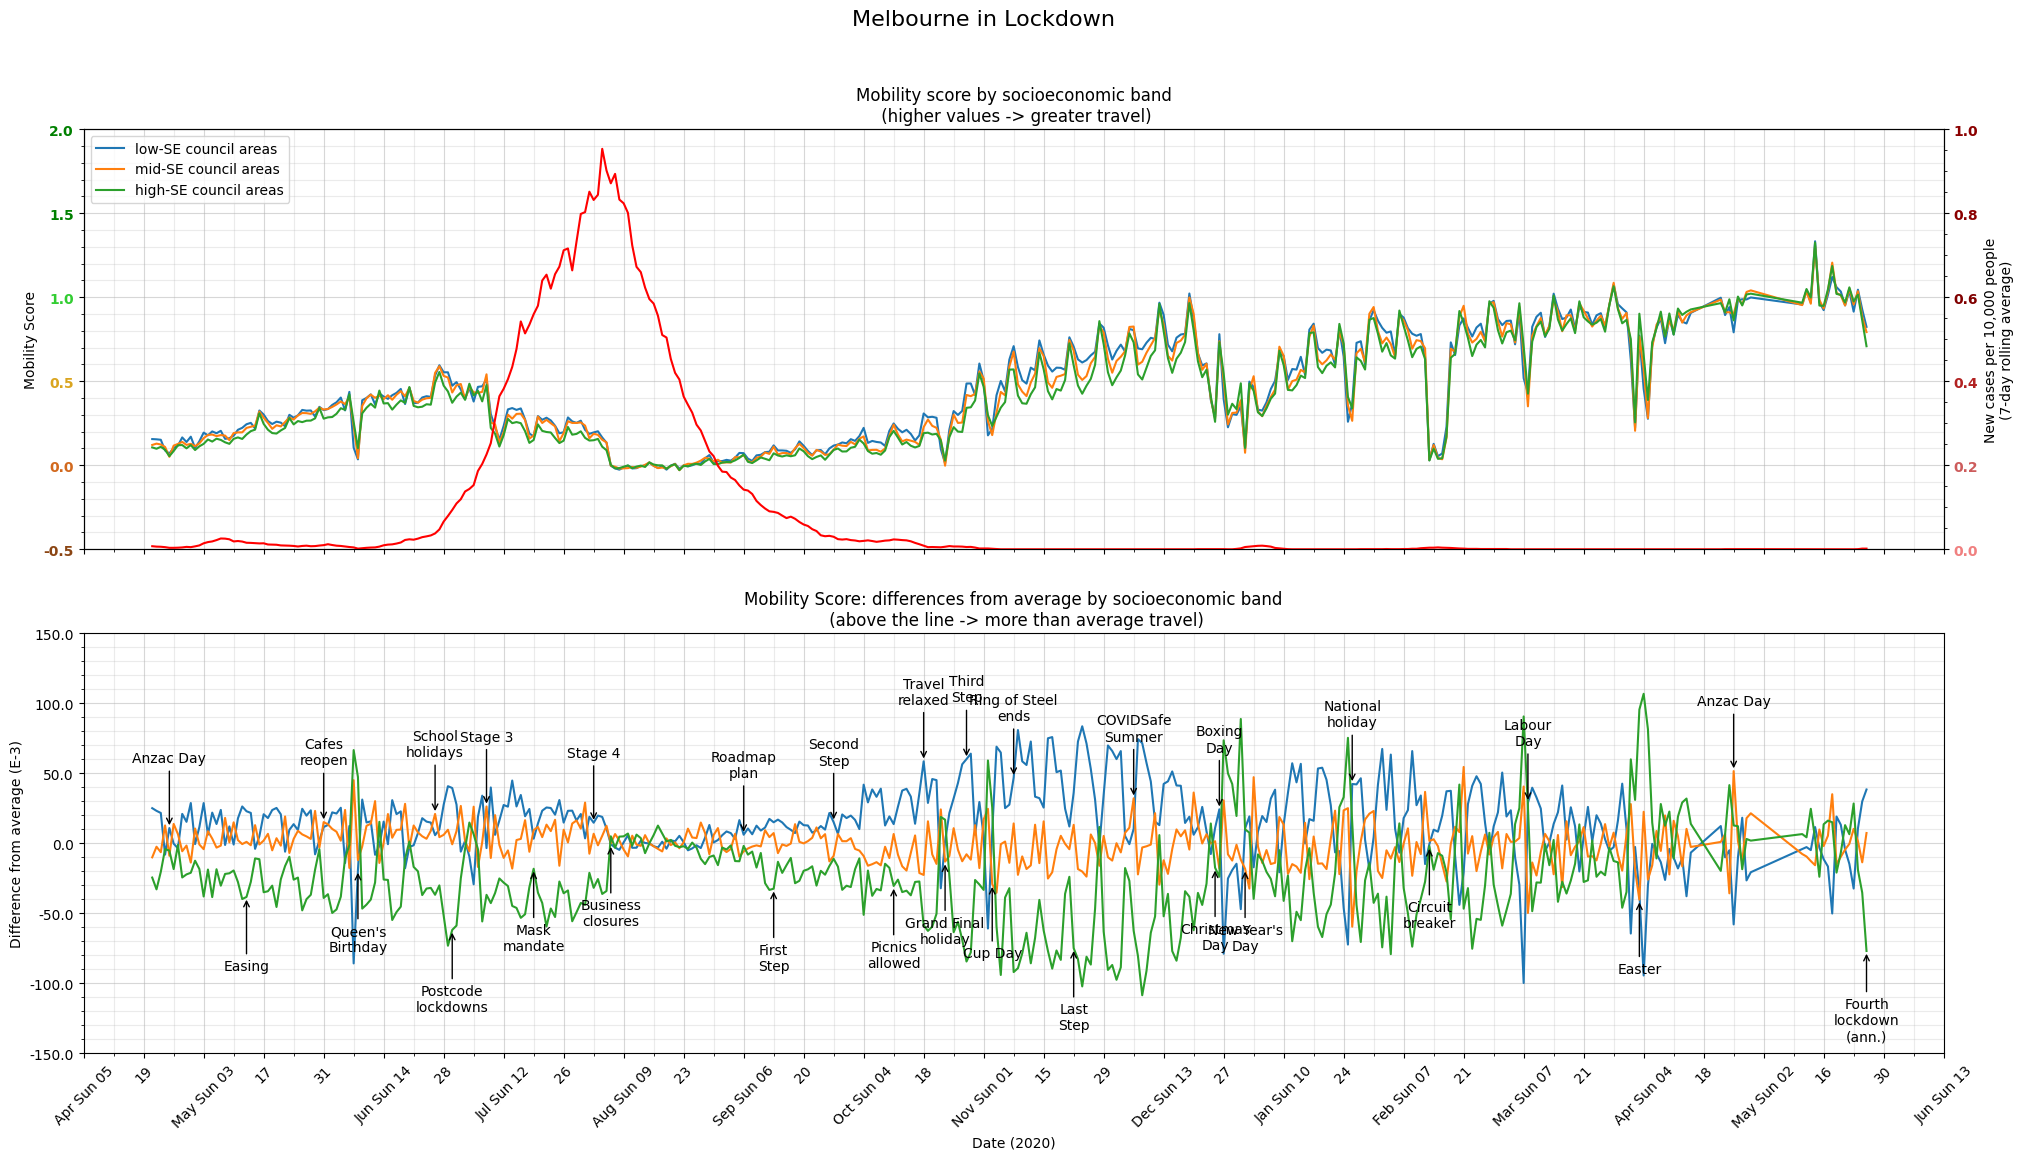 Melbourne in Lockdown
Mobility score by socioeconomic band
(higher values -> greater travel)
low-SE council areas
mid-SE council areas
high-SE council areas
Mobility Score
2.0
1.5
1.0
0.5
0.0
-0.5
1.0
0.8
0.6
0.4
0.2
0.0
New cases per 10,000 people
(7-day rolling average)
Mobility Score: differences from average by socioeconomic band
(above the line -> more than average travel)
Difference from average (E-3)
150.0
100.0
50.0
0.0
-50.0
-100.0
-150.0
Anzac Day
Easing
Cafes
reopen
Queen's
Birthday
School
holidays
Postcode
lockdowns
Stage 3
Mask
mandate
Stage 4
Business
closures
Roadmap
plan
First
Step
Second
Step
Picnics
allowed
Travel
relaxed
Grand Final
holiday
Third
Step
Cup Day
Ring of Steel
ends
Last
Step
COVIDSafe
Summer
Christmas
Day
Boxing
Day
New Year's
Day
National
holiday
Circuit
breaker
Labour
Day
Easter
Anzac Day
Fourth
lockdown
(ann.)
Apr Sun 05
19
May Sun 03
17
31
Jun Sun 14
28
Jul Sun 12
26
Aug Sun 09
23
Sep Sun 06
20
Oct Sun 04
18
Nov Sun 01
15
29
Dec Sun 13
27
Jan Sun 10
24
Feb Sun 07
21
Mar Sun 07
21
Apr Sun 04
18
May Sun 02
16
30
Jun Sun 13
Date (2020)